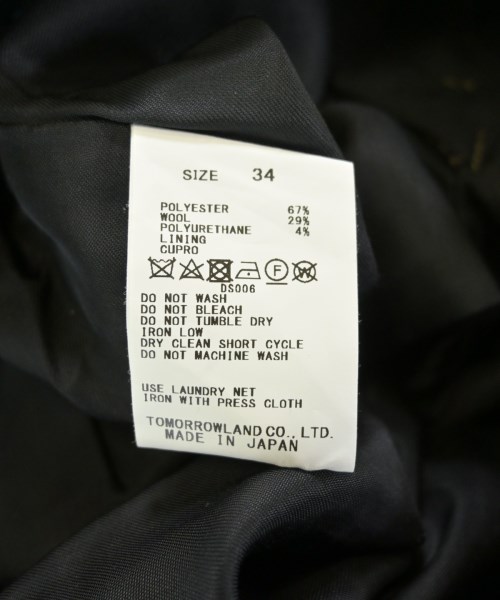 SIZE 34
POLYESTER 67%
WOOL 29%
POLYURETHANE 4%
LINING
CUPRO
F W
DS006
DO NOT WASH
DO NOT BLEACH
DO NOT TUMBLE DRY
IRON LOW
DRY CLEAN SHORT CYCLE
DO NOT MACHINE WASH
USE LAUNDRY NET
IRON WITH PRESS CLOTH
TOMORROWLAND CO., LTD.
MADE IN JAPAN